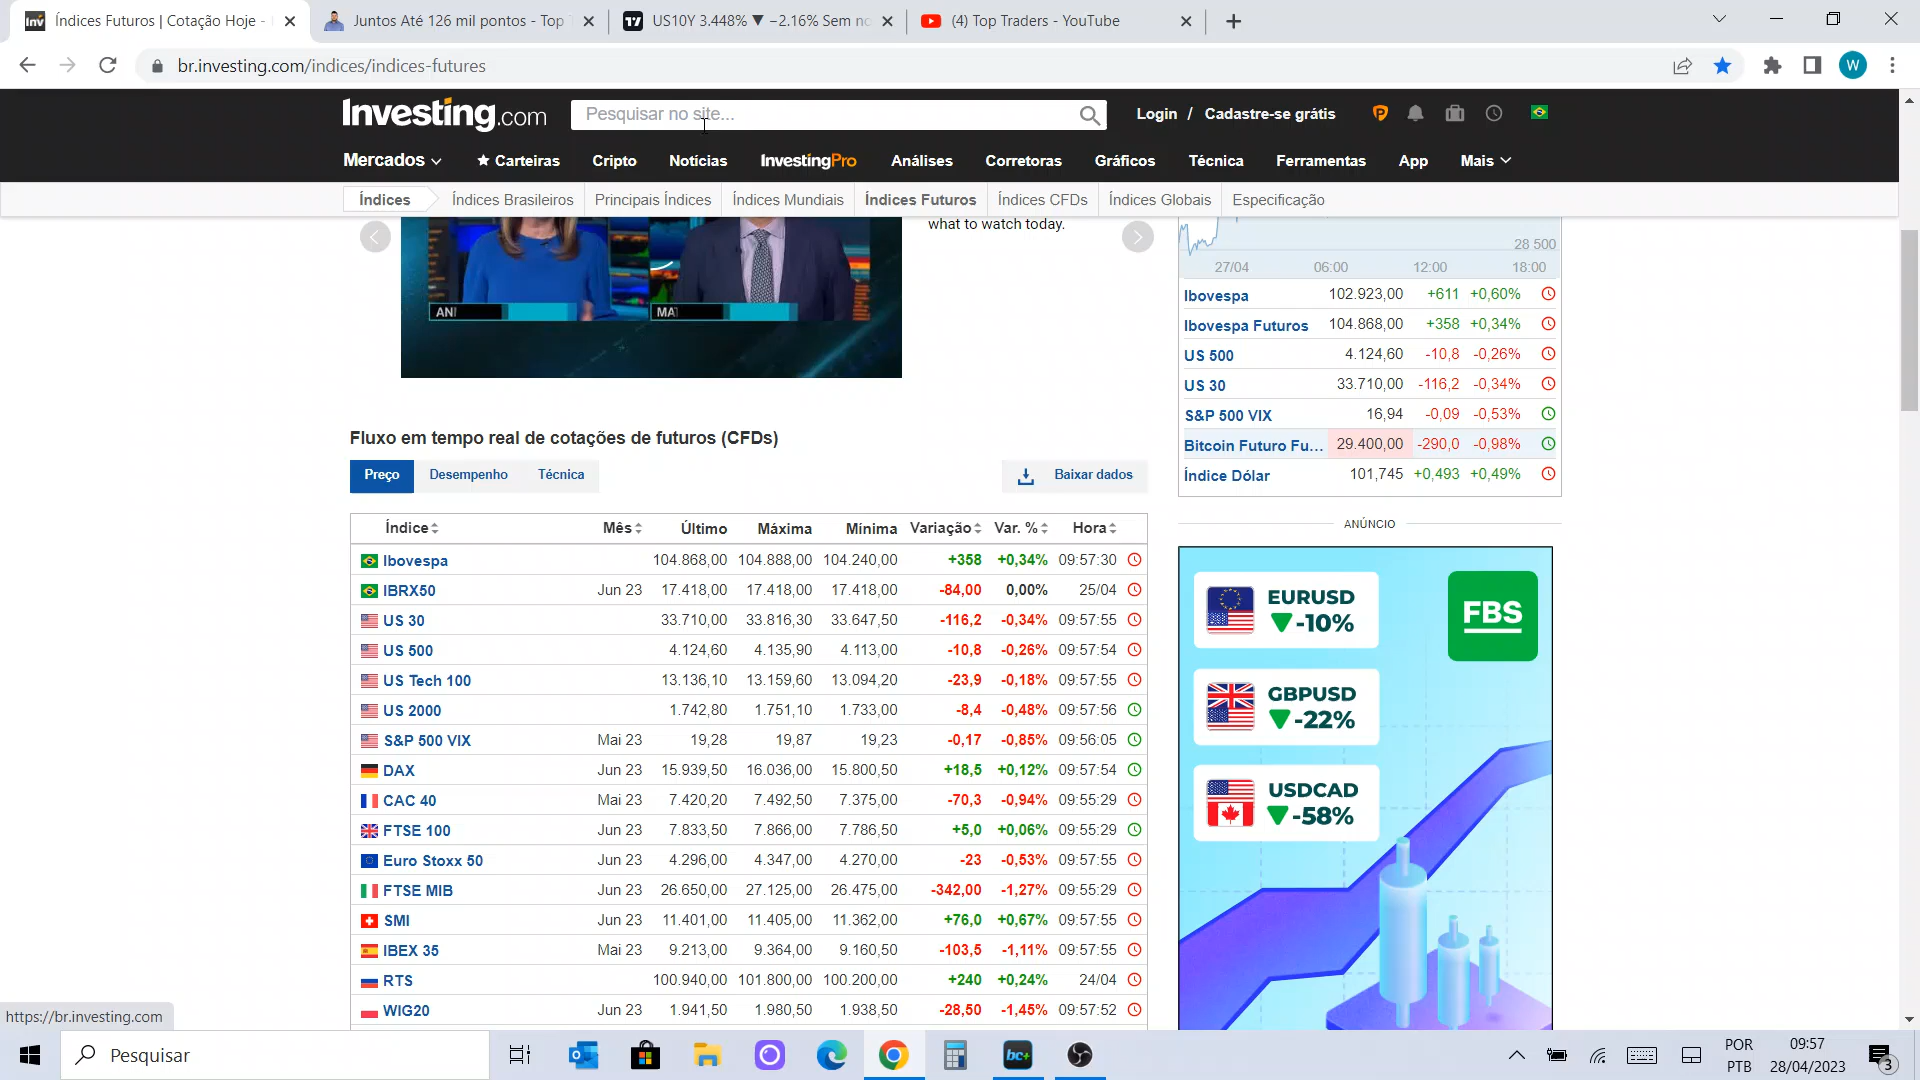 Índices Futuros | Cotação Hoje -
Juntos Até 126 mil pontos - Top
US10Y 3.448% ▼ −2.16% Sem no
(4) Top Traders - YouTube
br.investing.com/indices/indices-futures
W
Investing.com
Pesquisar no site...
Login / Cadastre-se grátis
Mercados
Carteiras
Cripto
Notícias
InvestingPro
Análises
Corretoras
Gráficos
Técnica
Ferramentas
App
Mais
Índices
Índices Brasileiros
Principais Índices
Índices Mundiais
Índices Futuros
Índices CFDs
Índices Globais
Especificação
what to watch today.
28 500
27/04 06:00 12:00 18:00
Ibovespa 102.923,00 +611 +0,60%
Ibovespa Futuros 104.868,00 +358 +0,34%
US 500 4.124,60 -10,8 -0,26%
US 30 33.710,00 -116,2 -0,34%
S&P 500 VIX 16,94 -0,09 -0,53%
Bitcoin Futuro Fu... 29.400,00 -290,0 -0,98%
Índice Dólar 101,745 +0,493 +0,49%
Fluxo em tempo real de cotações de futuros (CFDs)
Preço
Desempenho
Técnica
Baixar dados
Índice Mês Último Máxima Mínima Variação Var. % Hora
Ibovespa 104.868,00 104.888,00 104.240,00 +358 +0,34% 09:57:30
IBRX50 Jun 23 17.418,00 17.418,00 17.418,00 -84,00 0,00% 25/04
US 30 33.710,00 33.816,30 33.647,50 -116,2 -0,34% 09:57:55
US 500 4.124,60 4.135,90 4.113,00 -10,8 -0,26% 09:57:54
US Tech 100 13.136,10 13.159,60 13.094,20 -23,9 -0,18% 09:57:55
US 2000 1.742,80 1.751,10 1.733,00 -8,4 -0,48% 09:57:56
S&P 500 VIX Mai 23 19,28 19,87 19,23 -0,17 -0,85% 09:56:05
DAX Jun 23 15.939,50 16.036,00 15.800,50 +18,5 +0,12% 09:57:54
CAC 40 Mai 23 7.420,20 7.492,50 7.375,00 -70,3 -0,94% 09:55:29
FTSE 100 Jun 23 7.833,50 7.866,00 7.786,50 +5,0 +0,06% 09:55:29
Euro Stoxx 50 Jun 23 4.296,00 4.347,00 4.270,00 -23 -0,53% 09:57:55
FTSE MIB Jun 23 26.650,00 27.125,00 26.475,00 -342,00 -1,27% 09:55:29
SMI Jun 23 11.401,00 11.405,00 11.362,00 +76,0 +0,67% 09:57:55
IBEX 35 Mai 23 9.213,00 9.364,00 9.160,50 -103,5 -1,11% 09:57:55
RTS 100.940,00 101.800,00 100.200,00 +240 +0,24% 24/04
WIG20 Jun 23 1.941,50 1.980,50 1.938,50 -28,50 -1,45% 09:57:52
ANÚNCIO
EURUSD
▼-10%
FBS
GBPUSD
▼-22%
USDCAD
▼-58%
https://br.investing.com
Pesquisar
bc+
POR
PTB
09:57
28/04/2023
3